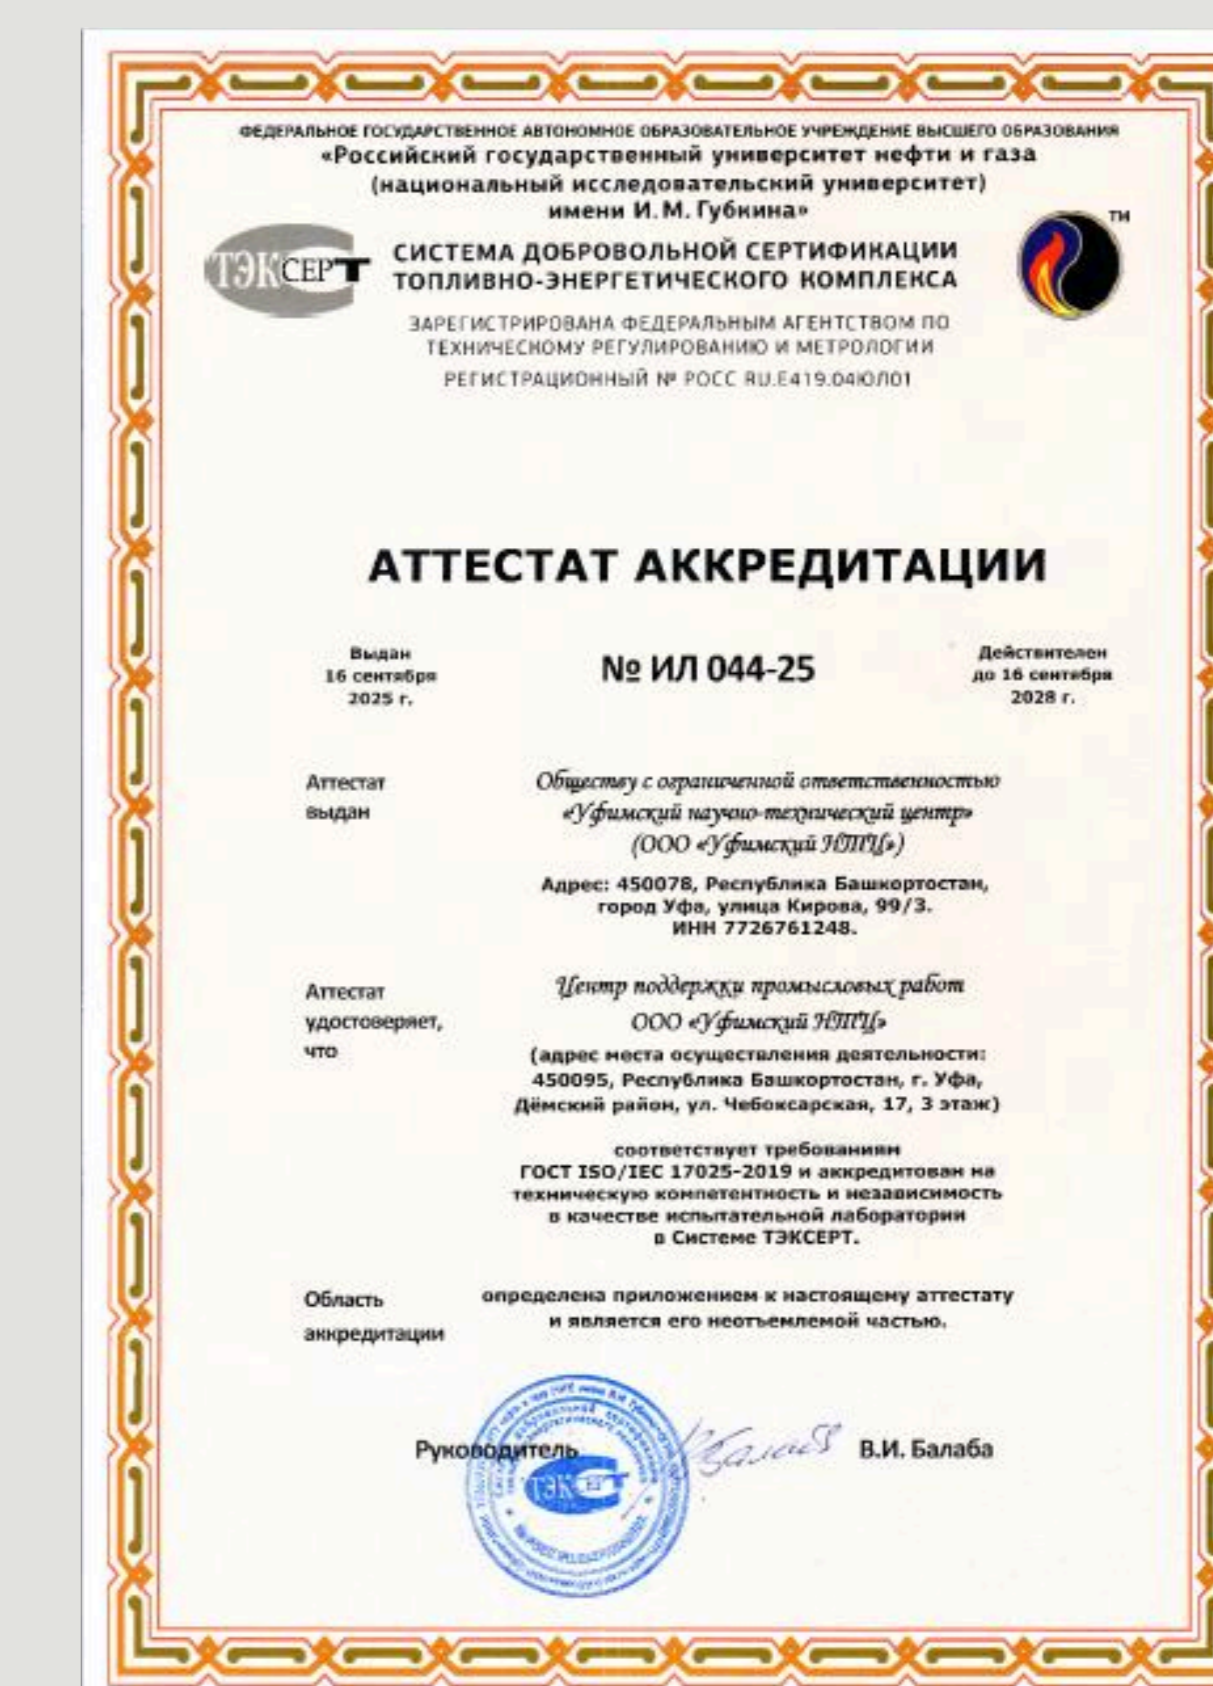 ФЕДЕРАЛЬНОЕ ГОСУДАРСТВЕННОЕ АВТОНОМНОЕ ОБРАЗОВАТЕЛЬНОЕ УЧРЕЖДЕНИЕ ВЫСШЕГО ОБРАЗОВАНИЯ
«Российский государственный университет нефти и газа
(национальный исследовательский университет)
имени И.М. Губкина»
ТЭКСЕРТ
СИСТЕМА ДОБРОВОЛЬНОЙ СЕРТИФИКАЦИИ
ТОПЛИВНО-ЭНЕРГЕТИЧЕСКОГО КОМПЛЕКСА
TM
ЗАРЕГИСТРИРОВАНА ФЕДЕРАЛЬНЫМ АГЕНТСТВОМ ПО
ТЕХНИЧЕСКОМУ РЕГУЛИРОВАНИЮ И МЕТРОЛОГИИ
РЕГИСТРАЦИОННЫЙ № РОСС RU.Е419.04ЮЛ01
АТТЕСТАТ АККРЕДИТАЦИИ
Выдан
16 сентября
2025 г.
№ ИЛ 044-25
Действителен
до 16 сентября
2028 г.
Аттестат
выдан
Обществу с ограниченной ответственностью
«Уфимский научно-технический центр»
(ООО «Уфимский НТЦ»)
Адрес: 450078, Республика Башкортостан,
город Уфа, улица Кирова, 99/3.
ИНН 7726761248.
Аттестат
удостоверяет,
что
Центр поддержки промысловых работ
ООО «Уфимский НТЦ»
(адрес места осуществления деятельности:
450095, Республика Башкортостан, г. Уфа,
Дёмский район, ул. Чебоксарская, 17, 3 этаж)
соответствует требованиям
ГОСТ ISO/IEC 17025-2019 и аккредитован на
техническую компетентность и независимость
в качестве испытательной лаборатории
в Системе ТЭКСЕРТ.
Область
аккредитации
определена приложением к настоящему аттестату
и является его неотъемлемой частью.
Руководитель
В.И. Балаба
ТЭКСЕРТ